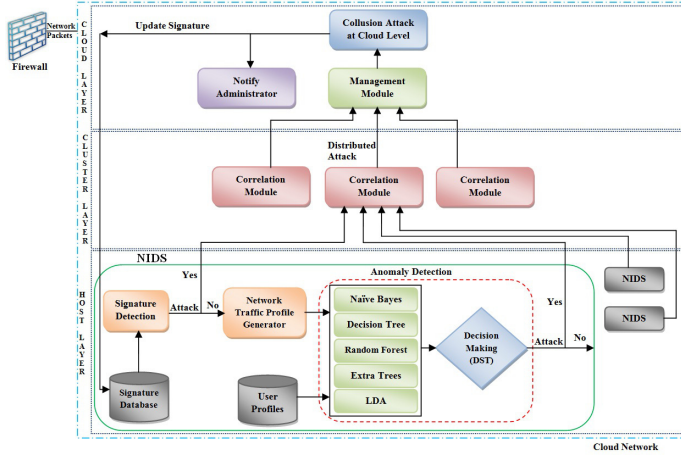 Network
Packets
Firewall
CLOUD LAYER
Update Signature
Collusion Attack
at Cloud Level
Notify
Administrator
Management
Module
CLUSTER LAYER
Distributed
Attack
Correlation
Module
Correlation
Module
Correlation
Module
HOST LAYER
NIDS
Yes
Anomaly Detection
Signature
Detection
Attack
No
Network
Traffic Profile
Generator
Naïve Bayes
Decision Tree
Random Forest
Extra Trees
LDA
Decision
Making
(DST)
Yes
Attack
No
NIDS
NIDS
Signature
Database
User
Profiles
Cloud Network